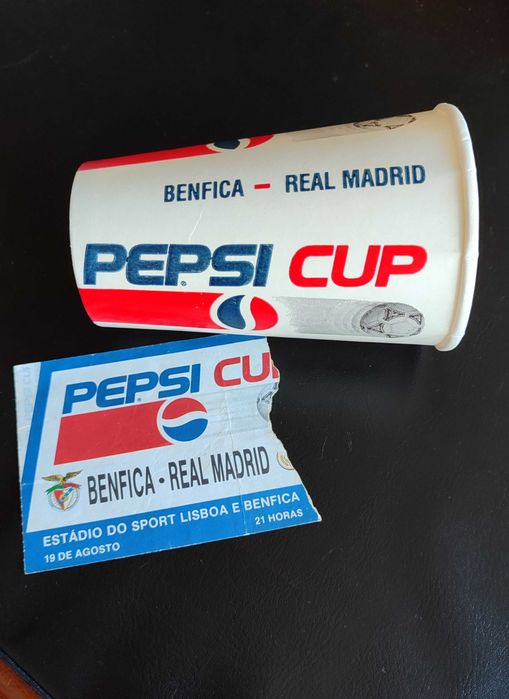 BENFICA - REAL MADRID
PEPSI CUP
PEPSI CU
BENFICA - REAL MADRID
ESTÁDIO DO SPORT LISBOA E BENFICA
19 DE AGOSTO
21 HORAS